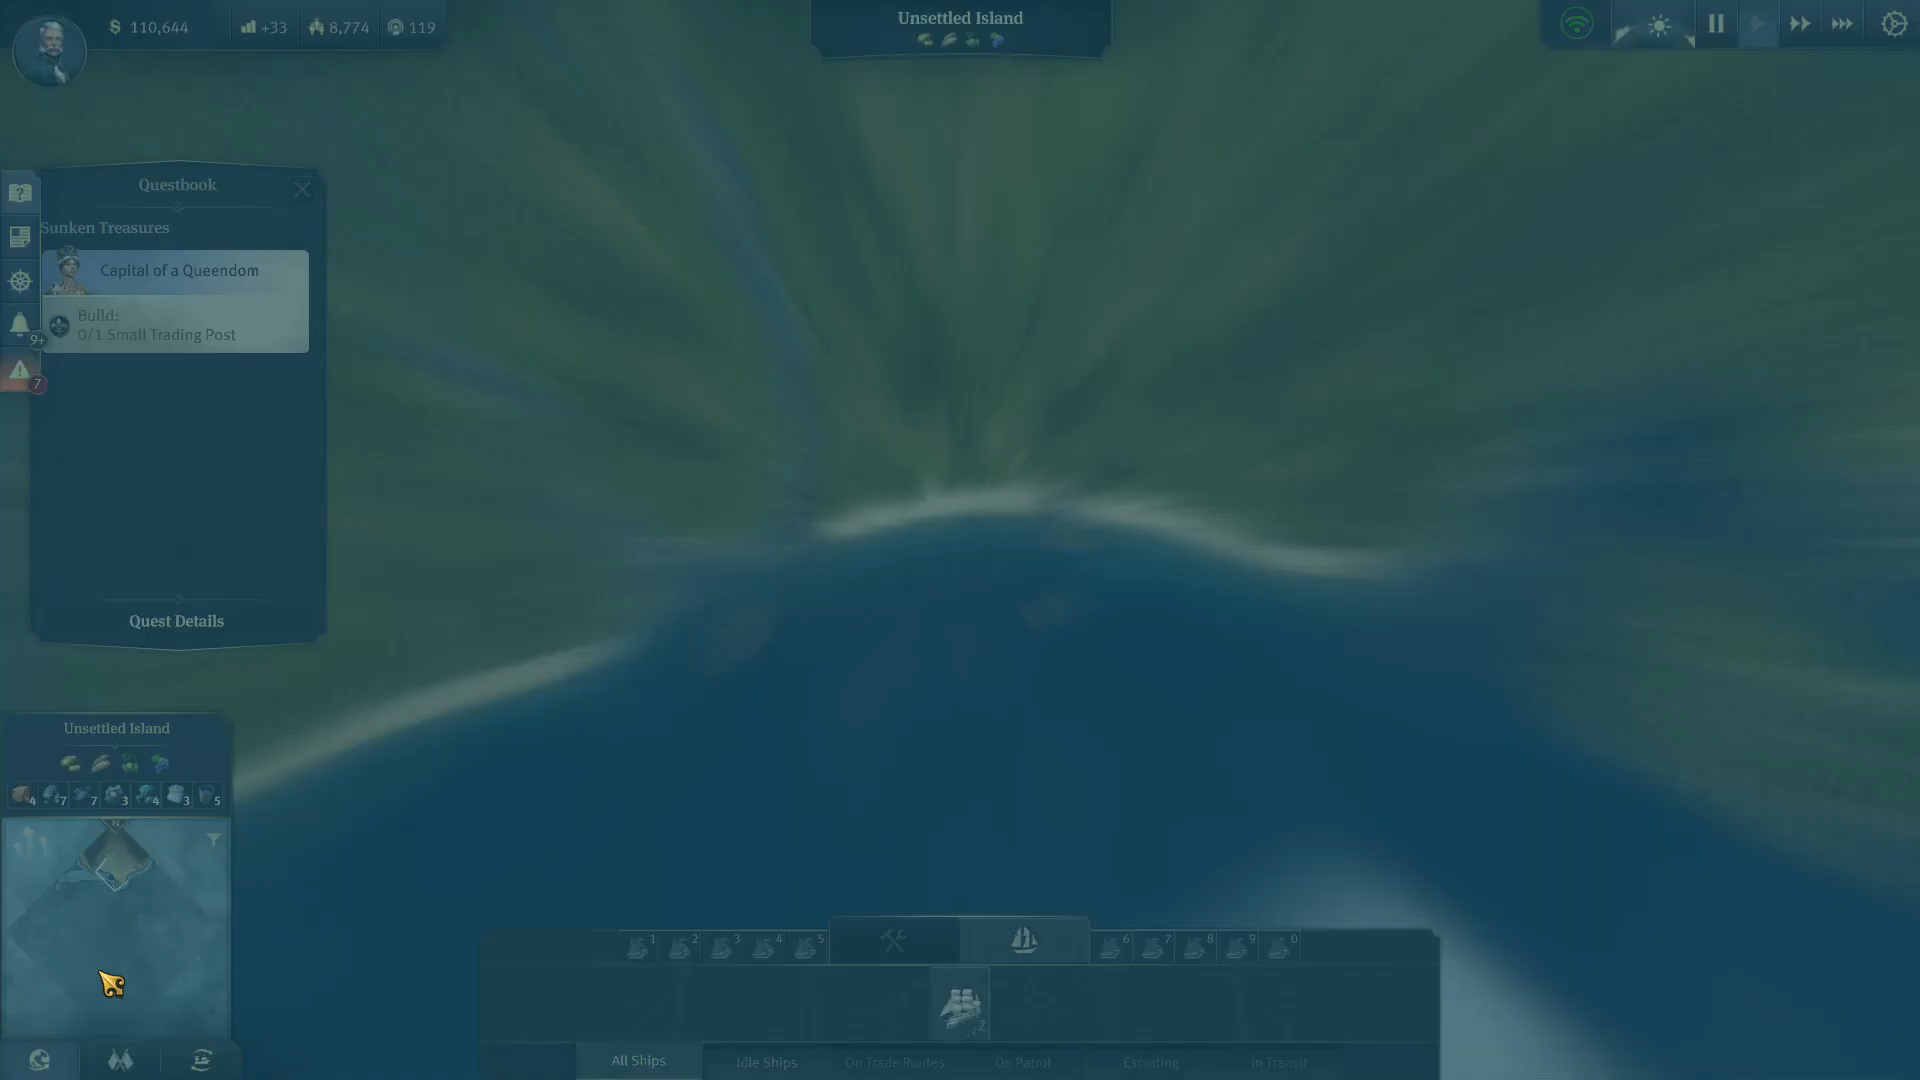 110,644
+33
8,774
119
Unsettled Island
Questbook
Sunken Treasures
Capital of a Queendom
Build:
0/1 Small Trading Post
9+
7
Quest Details
Unsettled Island
4 7 7 3 4 3 5
N
1 2 3 4 5 6 7 8 9 0
All Ships
Idle Ships
On Trade Routes
On Patrol
Escorting
In Transit